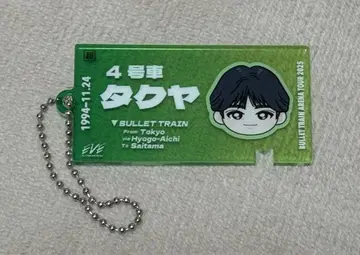 4号車
タクヤ
▼BULLET TRAIN
From Tokyo
via Hyogo-Aichi
To Saitama
1994-11.24
EVE
BULLET TRAIN ARENA TOUR 2025